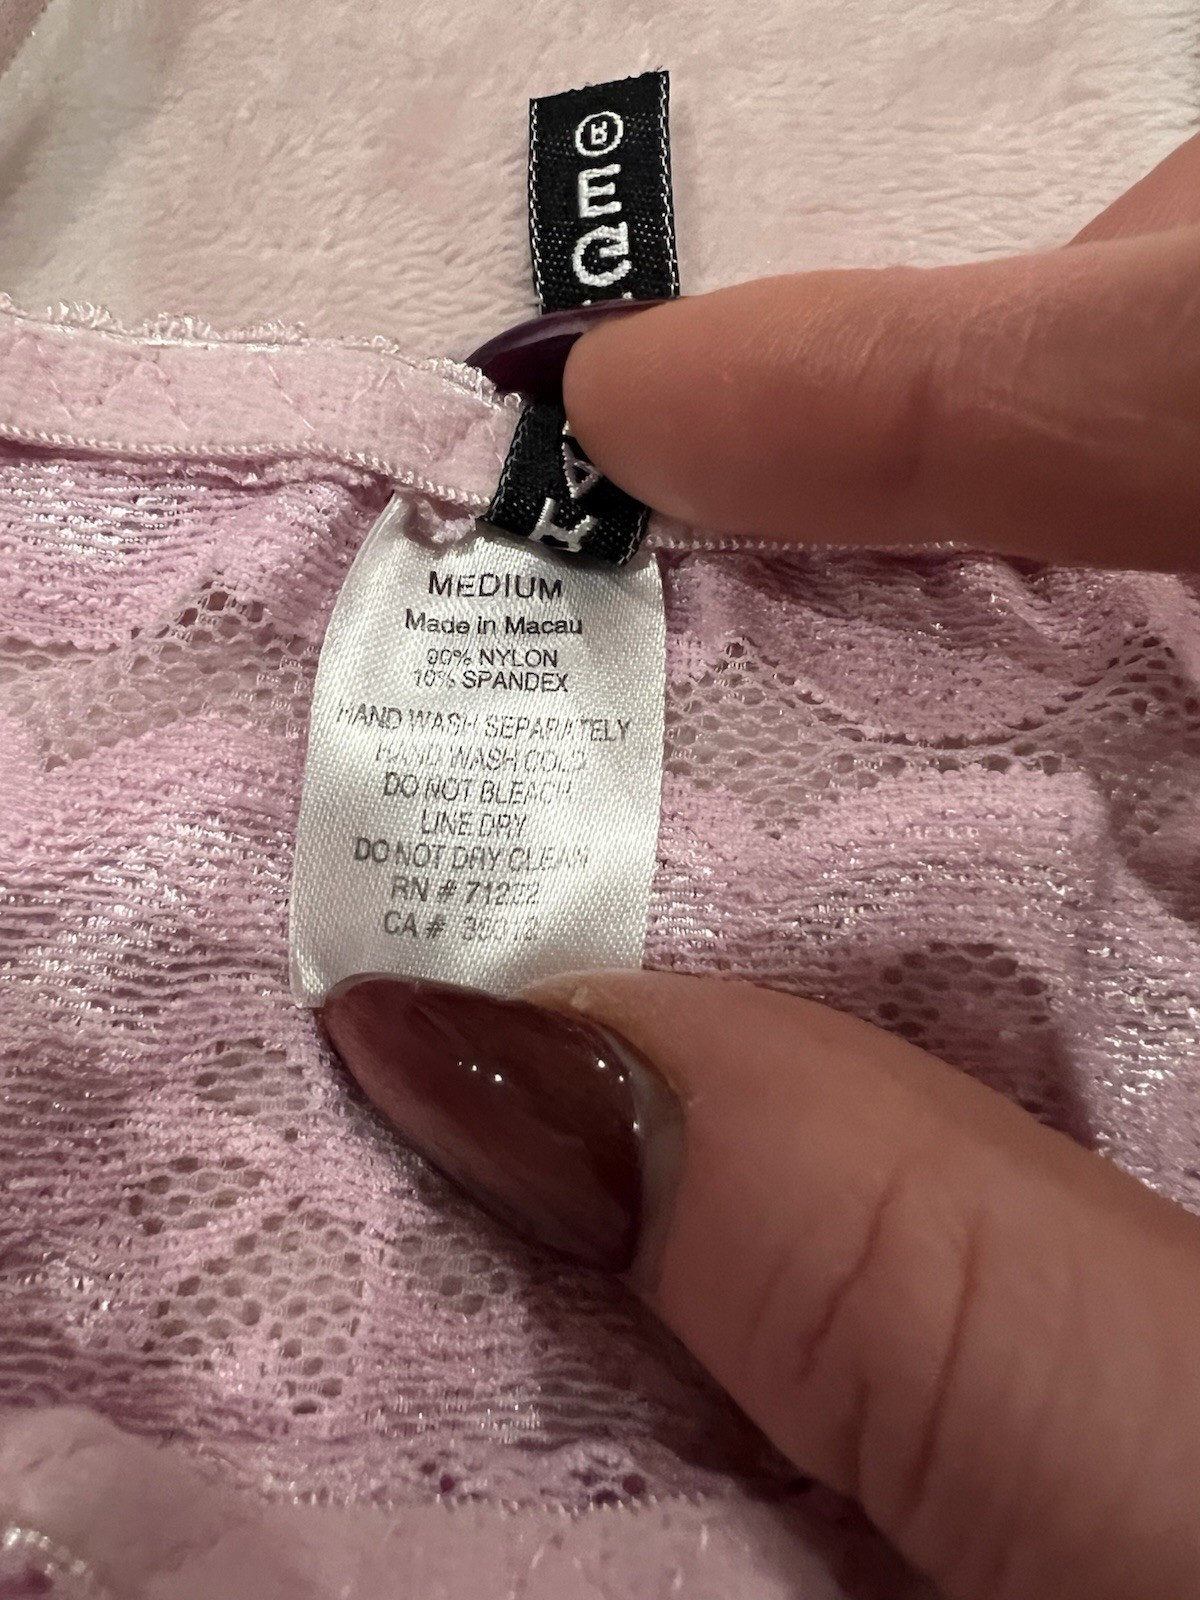 MEDIUM
Made in Macau
90% NYLON
10% SPANDEX
HAND WASH SEPARATELY
HAND WASH COLD
DO NOT BLEACH
LINE DRY
DO NOT DRY CLEAN
RN #
CA #